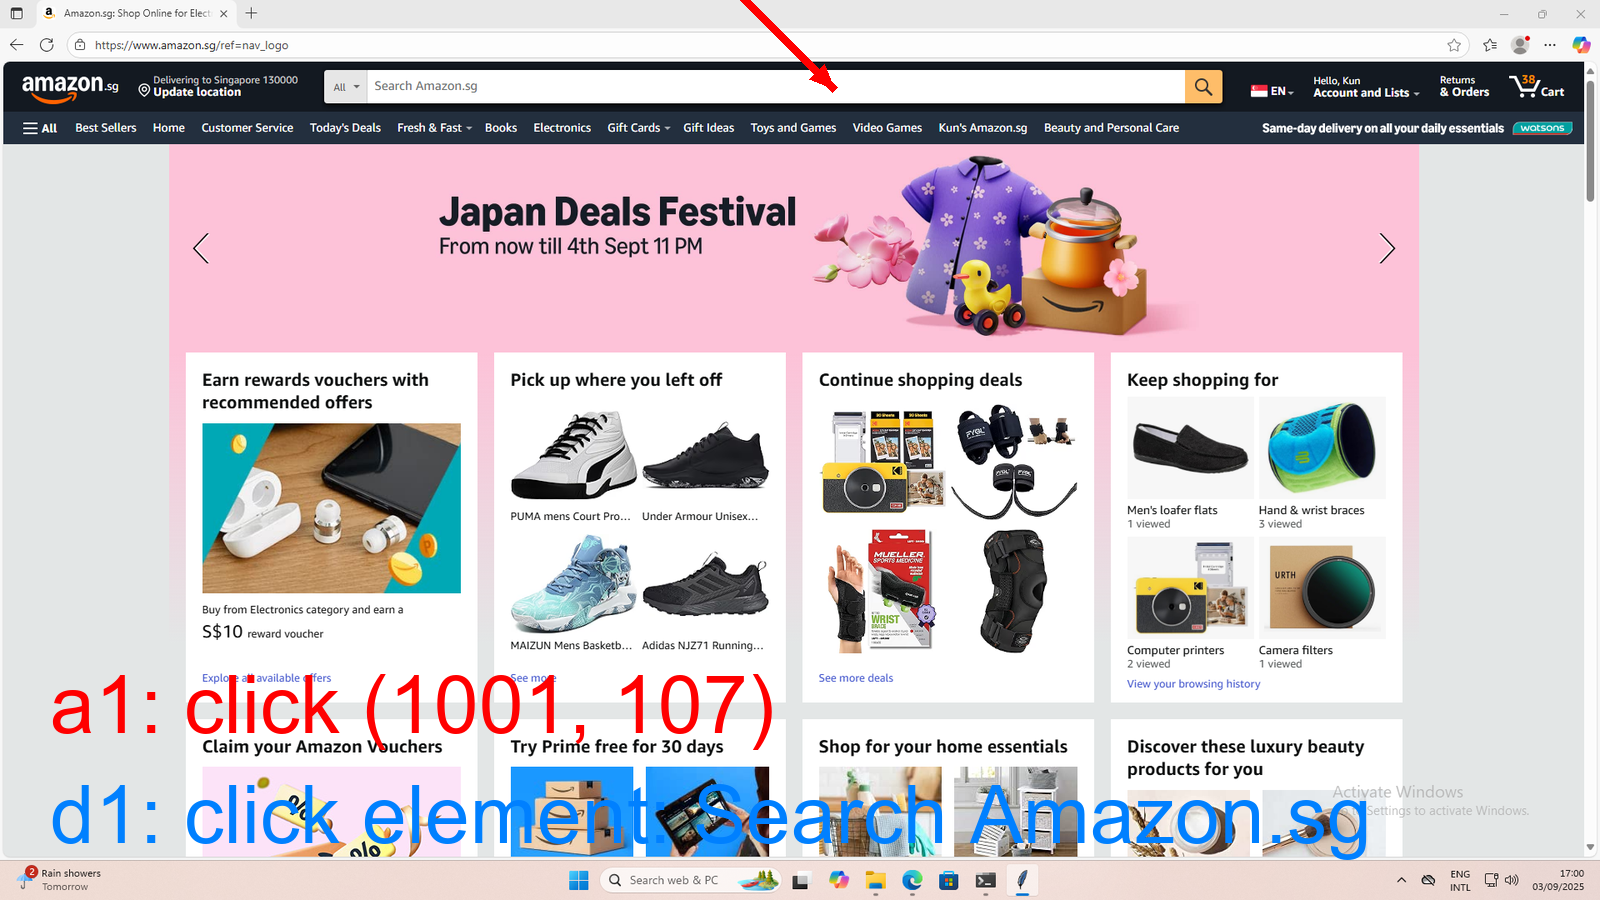 Amazon.sg: Shop Online for Elect
https://www.amazon.sg/ref=nav_logo
amazon.sg
Delivering to Singapore 130000
Update location
All
Search Amazon.sg
EN
Hello, Kun
Account and Lists
Returns
& Orders
38
Cart
All
Best Sellers
Home
Customer Service
Today's Deals
Fresh & Fast
Books
Electronics
Gift Cards
Gift Ideas
Toys and Games
Video Games
Kun's Amazon.sg
Beauty and Personal Care
Same-day delivery on all your daily essentials
watsons
Japan Deals Festival
From now till 4th Sept 11 PM
Earn rewards vouchers with
recommended offers
Buy from Electronics category and earn a
S$10 reward voucher
Explore all available offers
Pick up where you left off
PUMA mens Court Pro...
Under Armour Unisex...
MAIZUN Mens Basketb...
Adidas NJZ71 Running...
See more
Continue shopping deals
MUELLER
SPORTS MEDICINE
WRIST
BRACE
See more deals
Keep shopping for
Men's loafer flats
1 viewed
Hand & wrist braces
3 viewed
URTH
Computer printers
2 viewed
Camera filters
1 viewed
View your browsing history
a1: click (1001, 107)
Claim your Amazon Vouchers
Try Prime free for 30 days
Shop for your home essentials
Discover these luxury beauty
products for you
d1: click element: Search Amazon.sg
Activate Windows
Go to Settings to activate Windows.
2
Rain showers
Tomorrow
Search web & PC
ENG
INTL
17:00
03/09/2025